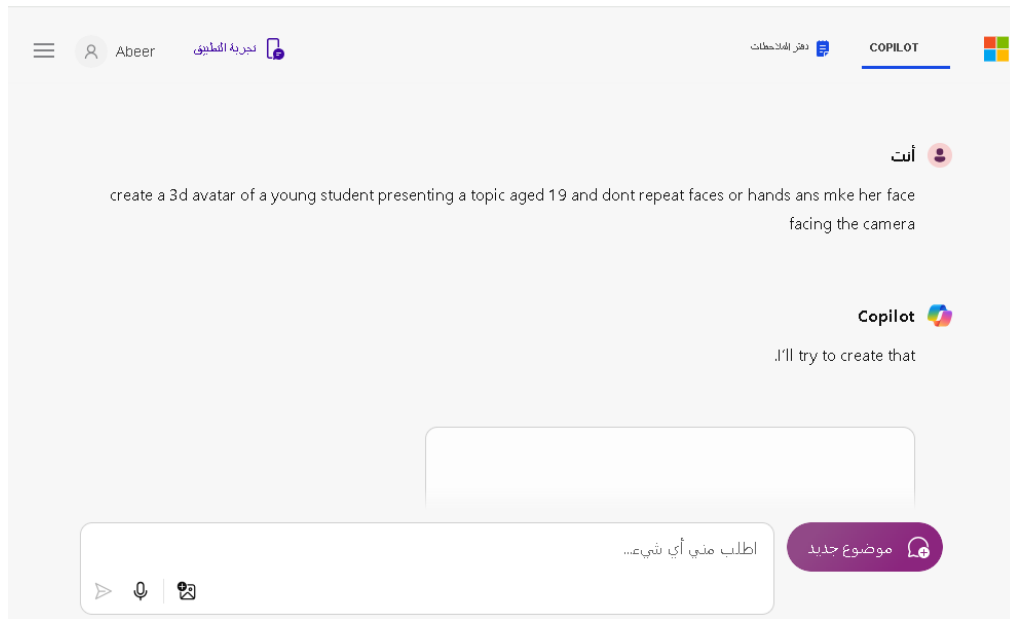 COPILOT
دفتر الملاحظات
تجربة التطبيق
Abeer
أنت
create a 3d avatar of a young student presenting a topic aged 19 and dont repeat faces or hands ans mke her face
facing the camera
Copilot
.I'll try to create that
موضوع جديد
اطلب مني أي شيء...